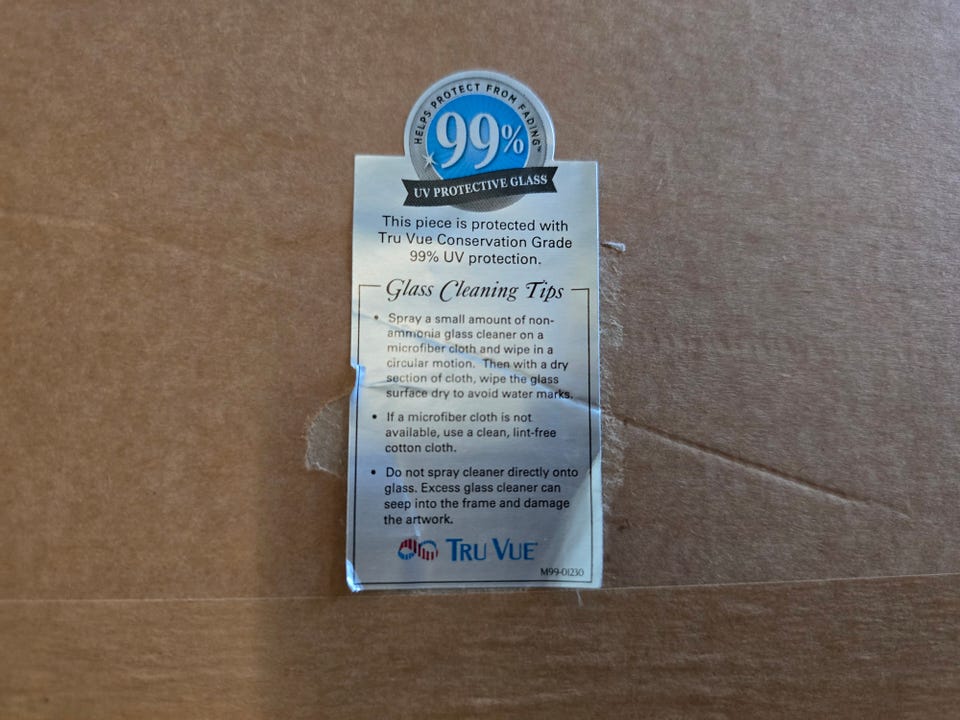 HELPS PROTECT FROM FADING™
99%
UV PROTECTIVE GLASS
This piece is protected with
Tru Vue Conservation Grade
99% UV protection.
Glass Cleaning Tips
• Spray a small amount of non-
ammonia glass cleaner on a
microfiber cloth and wipe in a
circular motion. Then with a dry
section of cloth, wipe the glass
surface dry to avoid water marks.
• If a microfiber cloth is not
available, use a clean, lint-free
cotton cloth.
• Do not spray cleaner directly onto
glass. Excess glass cleaner can
seep into the frame and damage
the artwork.
TRU VUE
M99-01230